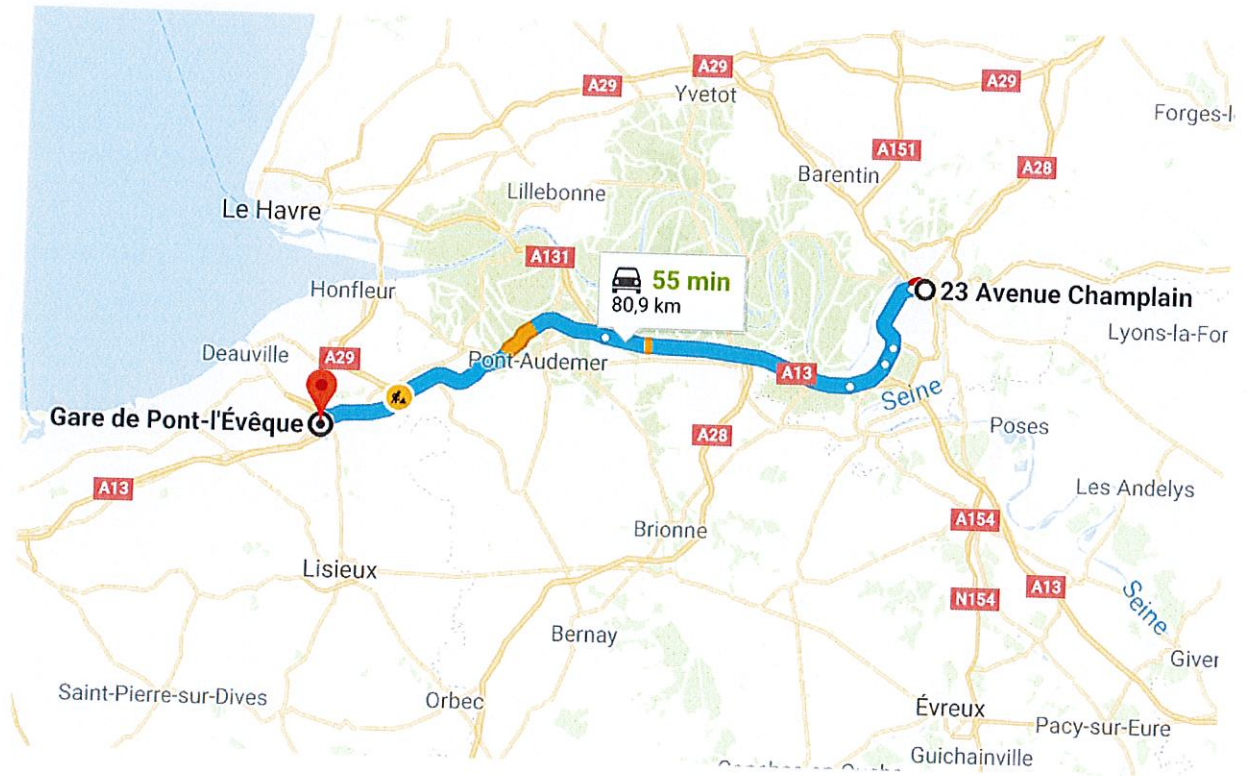 A29
A29
A29
Yvetot
Forges-l
A151
Barentin
A28
Lillebonne
Le Havre
A131
55 min
80,9 km
Honfleur
23 Avenue Champlain
Lyons-la-For
Deauville
A29
Pont-Audemer
A13
Seine
Gare de Pont-l'Évêque
A28
Poses
A13
Les Andelys
A154
Brionne
Lisieux
A13
N154
Seine
Bernay
Giver
Saint-Pierre-sur-Dives
Orbec
Évreux
Pacy-sur-Eure
Guichainville